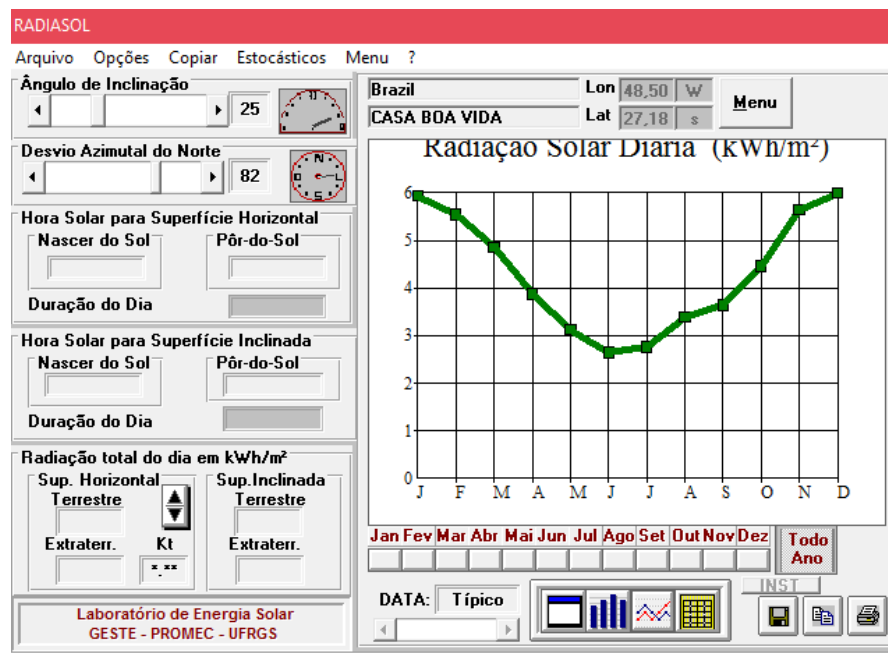 RADIASOL
Arquivo Opções Copiar Estocásticos Menu ?
Ângulo de Inclinação
25
Desvio Azimutal do Norte
82
N
L
S
Hora Solar para Superfície Horizontal
Nascer do Sol Pôr-do-Sol
Duração do Dia
Hora Solar para Superfície Inclinada
Nascer do Sol Pôr-do-Sol
Duração do Dia
Radiação total do dia em kWh/m²
Sup. Horizontal Sup.Inclinada
Terrestre Terrestre
Extraterr. Kt Extraterr.
*.**
Laboratório de Energia Solar
GESTE - PROMEC - UFRGS
Brazil Lon 48,50 W
CASA BOA VIDA Lat 27,18 s
Menu
Radiação Solar Diária (kWh/m²)
6
5
4
3
2
1
0
J F M A M J J A S O N D
Jan Fev Mar Abr Mai Jun Jul Ago Set Out Nov Dez
Todo
Ano
DATA: Típico
INST